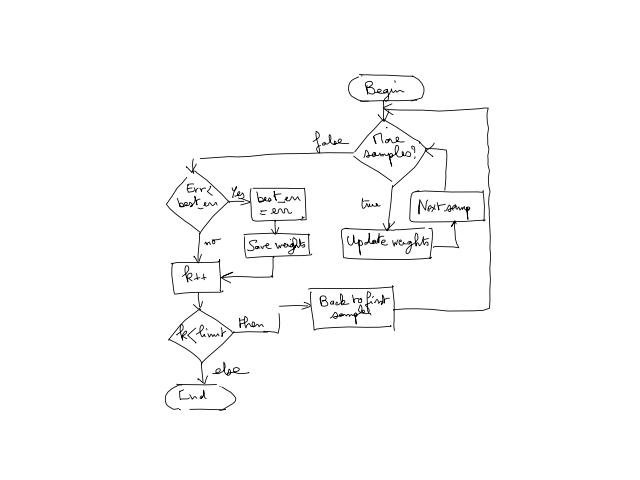 Begin
More
samples?
false
true
Err<
best_err
Yes
best_err
= err
Next samp
no
Save weights
Update weights
k++
Back to first
sample
k<limit
then
else
End